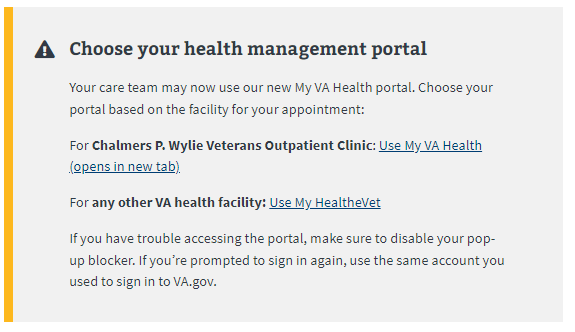 Choose your health management portal
Your care team may now use our new My VA Health portal. Choose your
portal based on the facility for your appointment:
For Chalmers P. Wylie Veterans Outpatient Clinic: Use My VA Health
(opens in new tab)
For any other VA health facility: Use My HealtheVet
If you have trouble accessing the portal, make sure to disable your pop-
up blocker. If you’re prompted to sign in again, use the same account you
used to sign in to VA.gov.